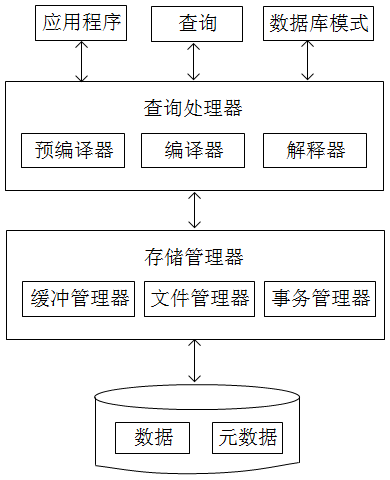 应用程序 查询 数据库模式
查询处理器
预编译器 编译器 解释器
存储管理器
缓冲管理器 文件管理器 事务管理器
数据 元数据